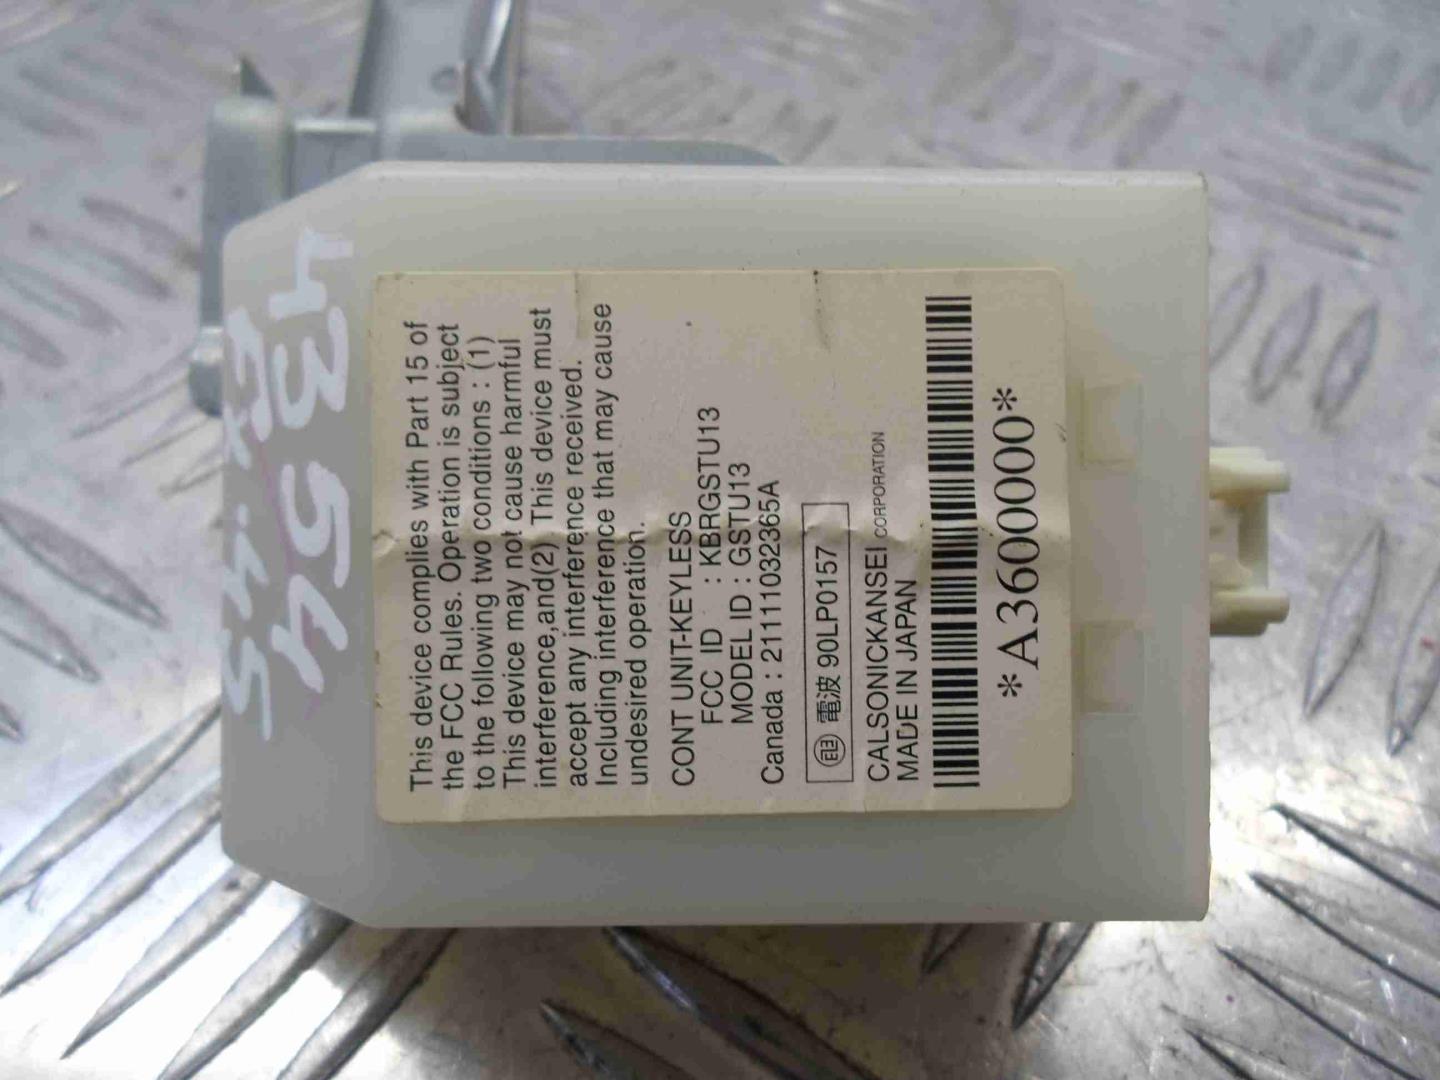 This device complies with Part 15 of
the FCC Rules. Operation is subject
to the following two conditions : (1)
This device may not cause harmful
interference,and(2) This device must
accept any interference received.
Including interference that may cause
undesired operation.
CONT UNIT-KEYLESS
FCC ID : KBRGSTU13
MODEL ID : GSTU13
Canada : 21111032365A
電波 90LP0157
CALSONICKANSEI CORPORATION
MADE IN JAPAN
*A3600000*
4354